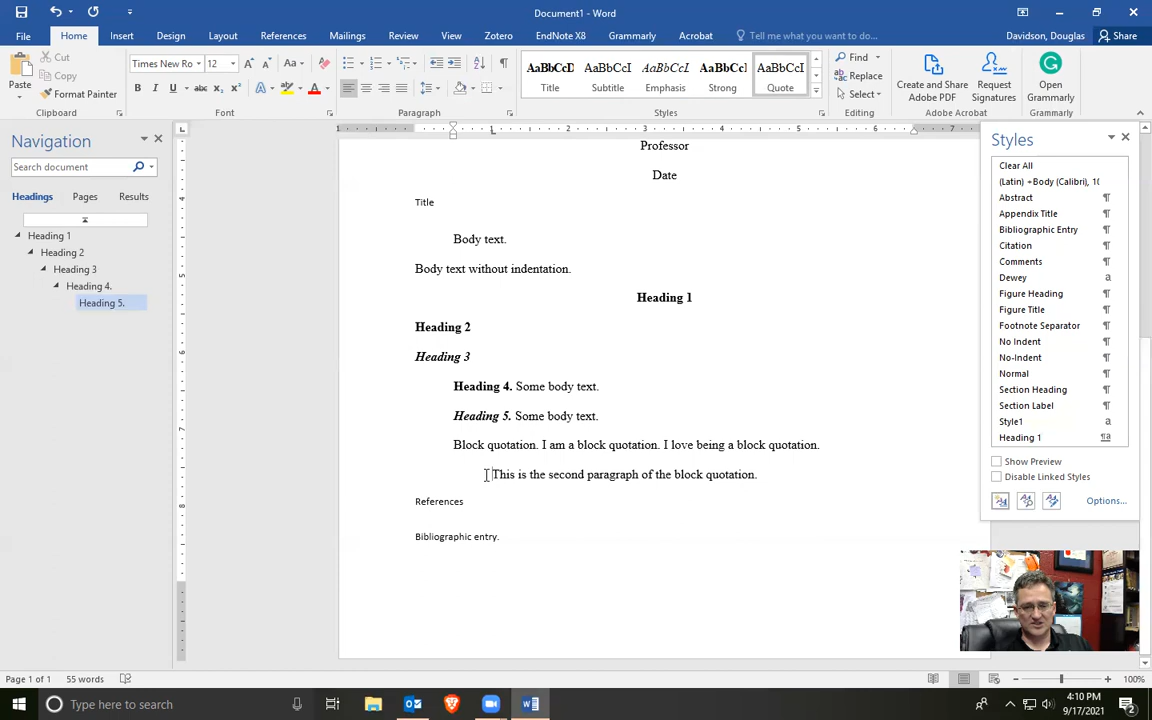 Document1 - Word
Davidson, Douglas
Share
File
Home
Insert
Design
Layout
References
Mailings
Review
View
Zotero
EndNote X8
Grammarly
Acrobat
Tell me what you want to do...
Paste
Cut
Copy
Format Painter
Clipboard
Times New Ro
12
Font
Paragraph
AaBbCcD
Title
AaBbCcI
Subtitle
AaBbCcI
Emphasis
AaBbCcI
Strong
AaBbCcI
Quote
Styles
Find
Replace
Select
Editing
Create and Share
Adobe PDF
Request
Signatures
Adobe Acrobat
Open
Grammarly
Grammarly
Navigation
Search document
Headings
Pages
Results
Heading 1
Heading 2
Heading 3
Heading 4.
Heading 5.
Professor
Date
Title
Body text.
Body text without indentation.
Heading 1
Heading 2
Heading 3
Heading 4. Some body text.
Heading 5. Some body text.
Block quotation. I am a block quotation. I love being a block quotation.
This is the second paragraph of the block quotation.
References
Bibliographic entry.
Styles
Clear All
(Latin) +Body (Calibri), 1(
Abstract
Appendix Title
Bibliographic Entry
Citation
Comments
Dewey
Figure Heading
Figure Title
Footnote Separator
No Indent
No-Indent
Normal
Section Heading
Section Label
Style1
Heading 1
Show Preview
Disable Linked Styles
Options...
Page 1 of 1
55 words
100%
Type here to search
4:10 PM
9/17/2021